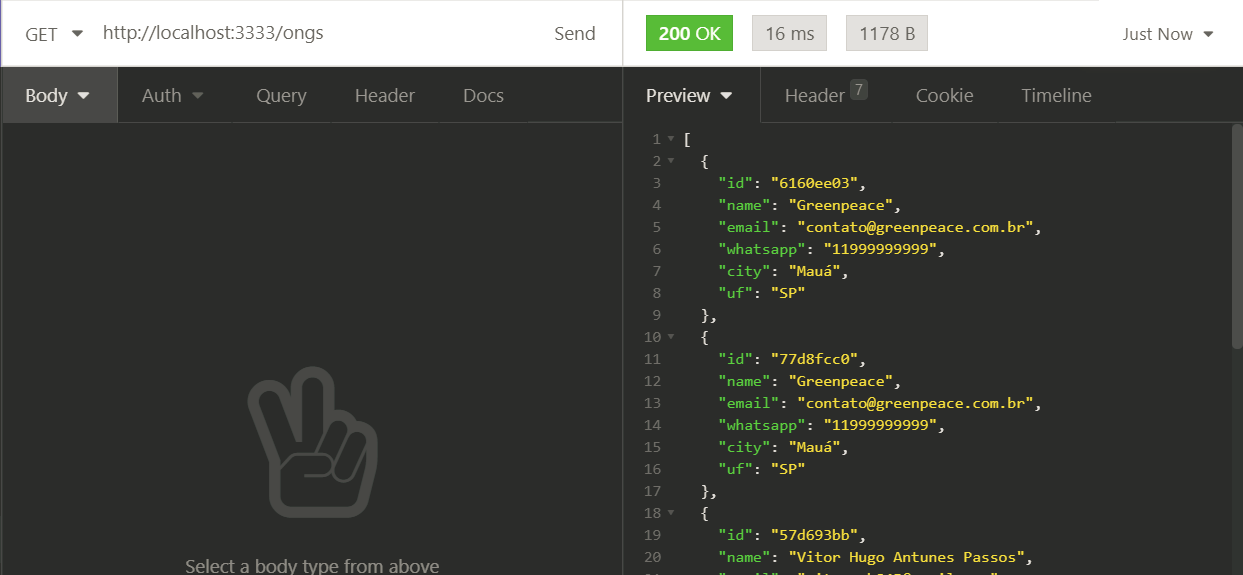 GET http://localhost:3333/ongs Send
200 OK 16 ms 1178 B Just Now
Body Auth Query Header Docs
Preview Header 7 Cookie Timeline
1 [
2 {
3 "id": "6160ee03",
4 "name": "Greenpeace",
5 "email": "contato@greenpeace.com.br",
6 "whatsapp": "11999999999",
7 "city": "Mauá",
8 "uf": "SP"
9 },
10 {
11 "id": "77d8fcc0",
12 "name": "Greenpeace",
13 "email": "contato@greenpeace.com.br",
14 "whatsapp": "11999999999",
15 "city": "Mauá",
16 "uf": "SP"
17 },
18 {
19 "id": "57d693bb",
20 "name": "Vitor Hugo Antunes Passos",
Select a body type from above